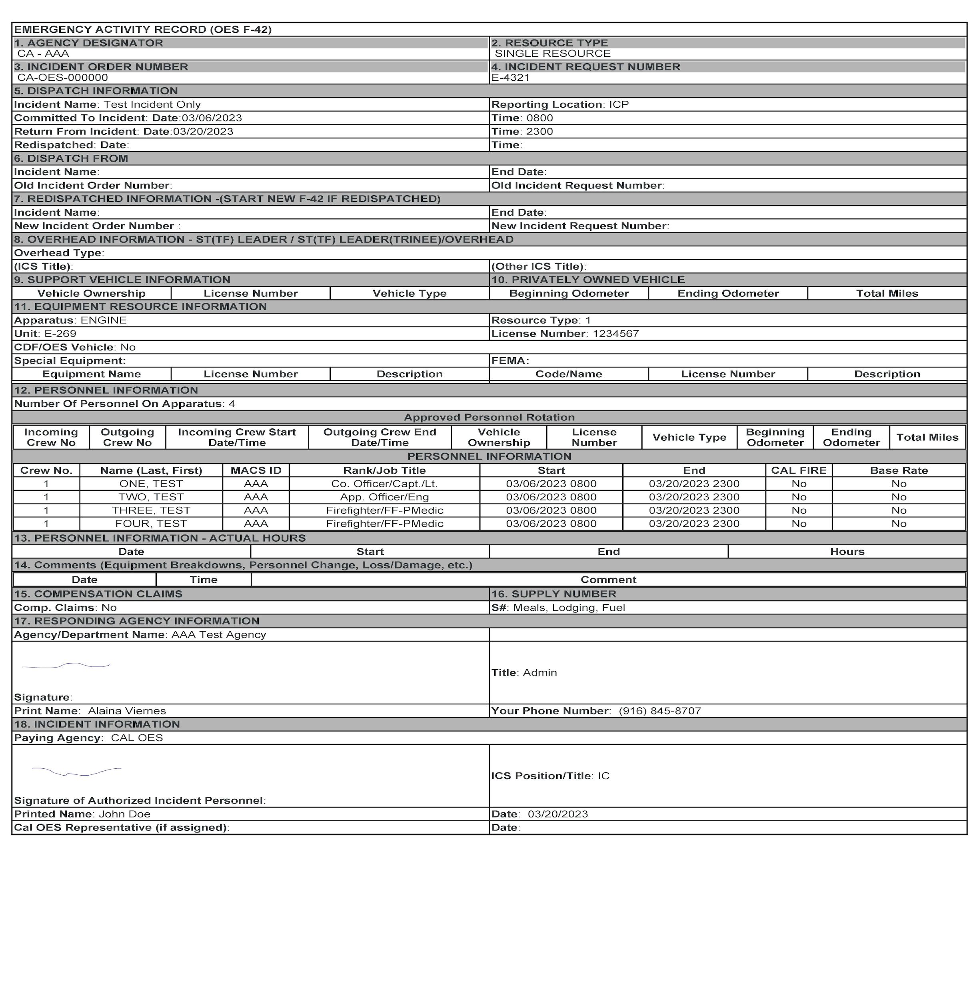 EMERGENCY ACTIVITY RECORD (OES F-42)
1. AGENCY DESIGNATOR 2. RESOURCE TYPE
CA - AAA SINGLE RESOURCE
3. INCIDENT ORDER NUMBER 4. INCIDENT REQUEST NUMBER
CA-OES-000000 E-4321
5. DISPATCH INFORMATION
Incident Name: Test Incident Only Reporting Location: ICP
Committed To Incident: Date:03/06/2023 Time: 0800
Return From Incident: Date:03/20/2023 Time: 2300
Redispatched: Date: Time:
6. DISPATCH FROM
Incident Name: End Date:
Old Incident Order Number: Old Incident Request Number:
7. REDISPATCHED INFORMATION -(START NEW F-42 IF REDISPATCHED)
Incident Name: End Date:
New Incident Order Number : New Incident Request Number:
8. OVERHEAD INFORMATION - ST(TF) LEADER / ST(TF) LEADER(TRINEE)/OVERHEAD
Overhead Type:
(ICS Title): (Other ICS Title):
9. SUPPORT VEHICLE INFORMATION 10. PRIVATELY OWNED VEHICLE
Vehicle Ownership License Number Vehicle Type Beginning Odometer Ending Odometer Total Miles
11. EQUIPMENT RESOURCE INFORMATION
Apparatus: ENGINE Resource Type: 1
Unit: E-269 License Number: 1234567
CDF/OES Vehicle: No
Special Equipment: FEMA:
Equipment Name License Number Description Code/Name License Number Description
12. PERSONNEL INFORMATION
Number Of Personnel On Apparatus: 4
Approved Personnel Rotation
Incoming Crew No Outgoing Crew No Incoming Crew Start Date/Time Outgoing Crew End Date/Time Vehicle Ownership License Number Vehicle Type Beginning Odometer Ending Odometer Total Miles
PERSONNEL INFORMATION
Crew No. Name (Last, First) MACS ID Rank/Job Title Start End CAL FIRE Base Rate
1 ONE, TEST AAA Co. Officer/Capt./Lt. 03/06/2023 0800 03/20/2023 2300 No No
1 TWO, TEST AAA App. Officer/Eng 03/06/2023 0800 03/20/2023 2300 No No
1 THREE, TEST AAA Firefighter/FF-PMedic 03/06/2023 0800 03/20/2023 2300 No No
1 FOUR, TEST AAA Firefighter/FF-PMedic 03/06/2023 0800 03/20/2023 2300 No No
13. PERSONNEL INFORMATION - ACTUAL HOURS
Date Start End Hours
14. Comments (Equipment Breakdowns, Personnel Change, Loss/Damage, etc.)
Date Time Comment
15. COMPENSATION CLAIMS 16. SUPPLY NUMBER
Comp. Claims: No S#: Meals, Lodging, Fuel
17. RESPONDING AGENCY INFORMATION
Agency/Department Name: AAA Test Agency
Title: Admin
Signature:
Print Name: Alaina Viernes Your Phone Number: (916) 845-8707
18. INCIDENT INFORMATION
Paying Agency: CAL OES
ICS Position/Title: IC
Signature of Authorized Incident Personnel:
Printed Name: John Doe Date: 03/20/2023
Cal OES Representative (if assigned): Date: